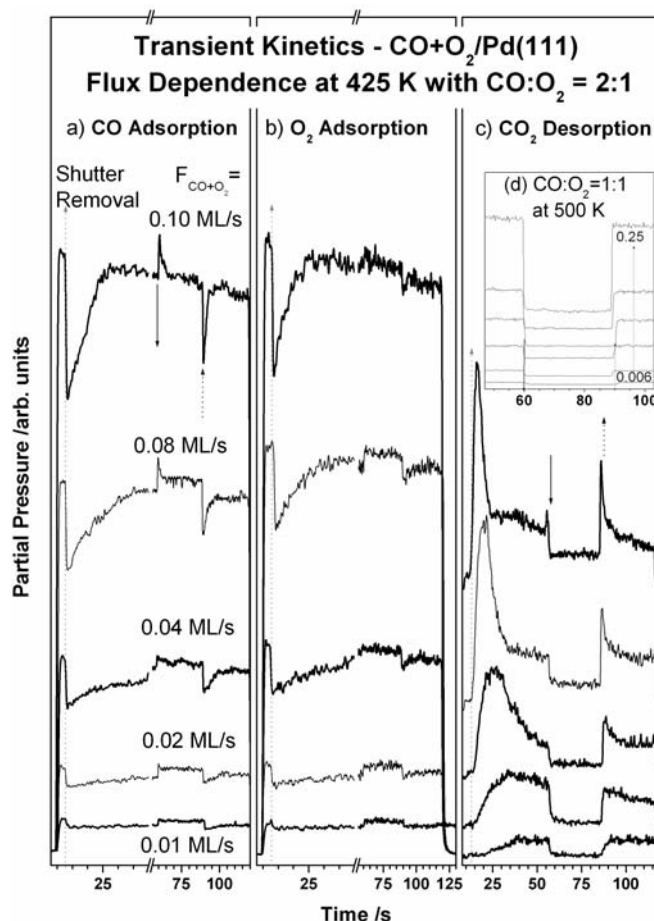 Transient Kinetics - CO+O₂/Pd(111)
Flux Dependence at 425 K with CO:O₂ = 2:1
a) CO Adsorption
b) O₂ Adsorption
c) CO₂ Desorption
Shutter
Removal
F_CO+O₂=
0.10 ML/s
0.08 ML/s
0.04 ML/s
0.02 ML/s
0.01 ML/s
(d) CO:O₂=1:1
at 500 K
0.25
0.006
60 80 100
Partial Pressure /arb. units
25 75 100
25 75 100 125
25 50 75 100
Time /s